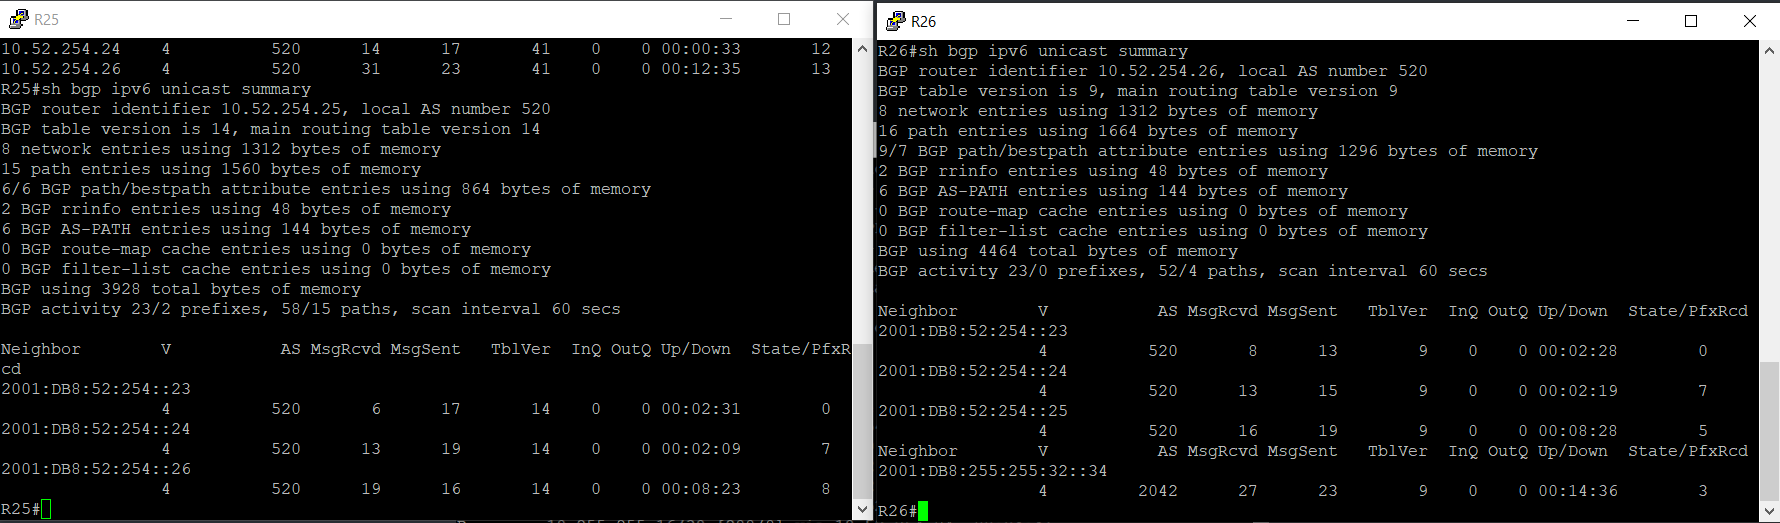 R25
10.52.254.24    4          520      14      17       41    0    0 00:00:33       12
10.52.254.26    4          520      31      23       41    0    0 00:12:35       13
R25#sh bgp ipv6 unicast summary
BGP router identifier 10.52.254.25, local AS number 520
BGP table version is 14, main routing table version 14
8 network entries using 1312 bytes of memory
15 path entries using 1560 bytes of memory
6/6 BGP path/bestpath attribute entries using 864 bytes of memory
2 BGP rrinfo entries using 48 bytes of memory
6 BGP AS-PATH entries using 144 bytes of memory
0 BGP route-map cache entries using 0 bytes of memory
0 BGP filter-list cache entries using 0 bytes of memory
BGP using 3928 total bytes of memory
BGP activity 23/2 prefixes, 58/15 paths, scan interval 60 secs
Neighbor        V           AS MsgRcvd MsgSent   TblVer  InQ OutQ Up/Down  State/PfxR
cd
2001:DB8:52:254::23
                4          520       6      17       14    0    0 00:02:31        0
2001:DB8:52:254::24
                4          520      13      19       14    0    0 00:02:09        7
2001:DB8:52:254::26
                4          520      19      16       14    0    0 00:08:23        8
R25#
R26
R26#sh bgp ipv6 unicast summary
BGP router identifier 10.52.254.26, local AS number 520
BGP table version is 9, main routing table version 9
8 network entries using 1312 bytes of memory
16 path entries using 1664 bytes of memory
9/7 BGP path/bestpath attribute entries using 1296 bytes of memory
2 BGP rrinfo entries using 48 bytes of memory
6 BGP AS-PATH entries using 144 bytes of memory
0 BGP route-map cache entries using 0 bytes of memory
0 BGP filter-list cache entries using 0 bytes of memory
BGP using 4464 total bytes of memory
BGP activity 23/0 prefixes, 52/4 paths, scan interval 60 secs
Neighbor        V           AS MsgRcvd MsgSent   TblVer  InQ OutQ Up/Down  State/PfxRcd
2001:DB8:52:254::23
                4          520       8      13        9    0    0 00:02:28        0
2001:DB8:52:254::24
                4          520      13      15        9    0    0 00:02:19        7
2001:DB8:52:254::25
                4          520      16      19        9    0    0 00:08:28        5
Neighbor        V           AS MsgRcvd MsgSent   TblVer  InQ OutQ Up/Down  State/PfxRcd
2001:DB8:255:255:32::34
                4         2042      27      23        9    0    0 00:14:36        3
R26#